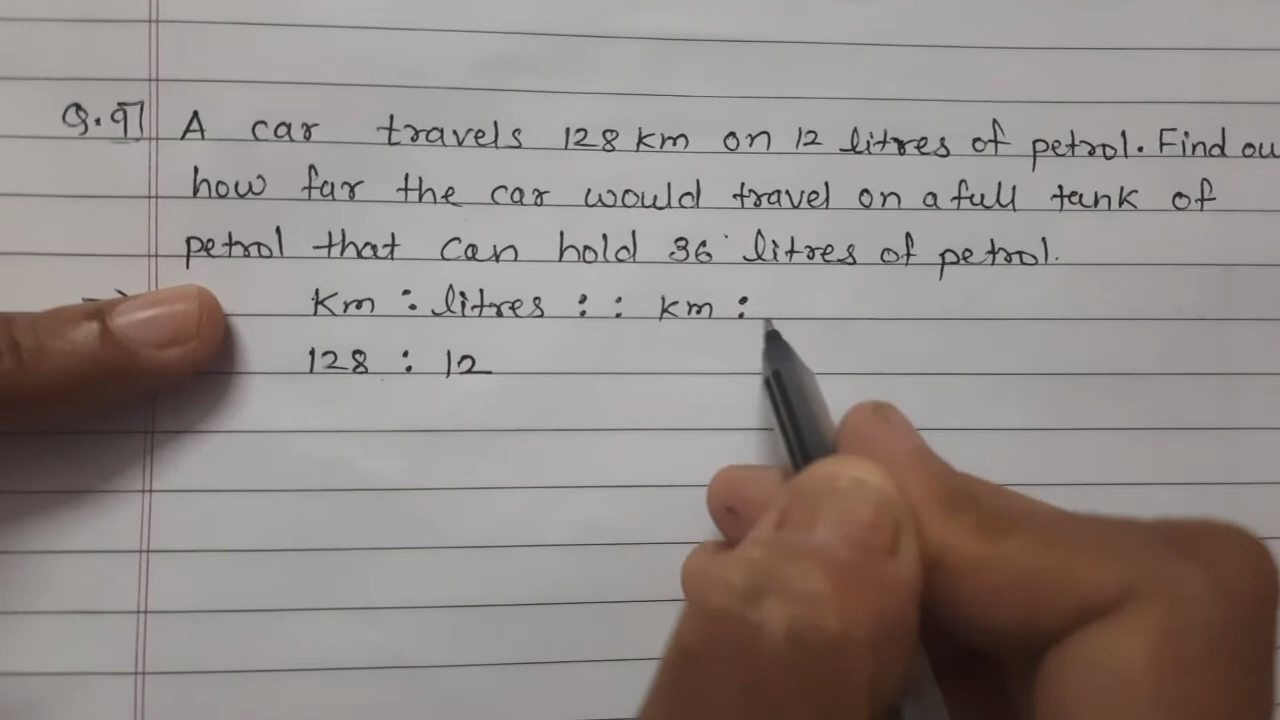 Q.9] A car travels 128 km on 12 litres of petrol. Find ou
how far the car would travel on a full tank of
petrol that can hold 36 litres of petrol.
→ Km : litres : : km :
128 : 12